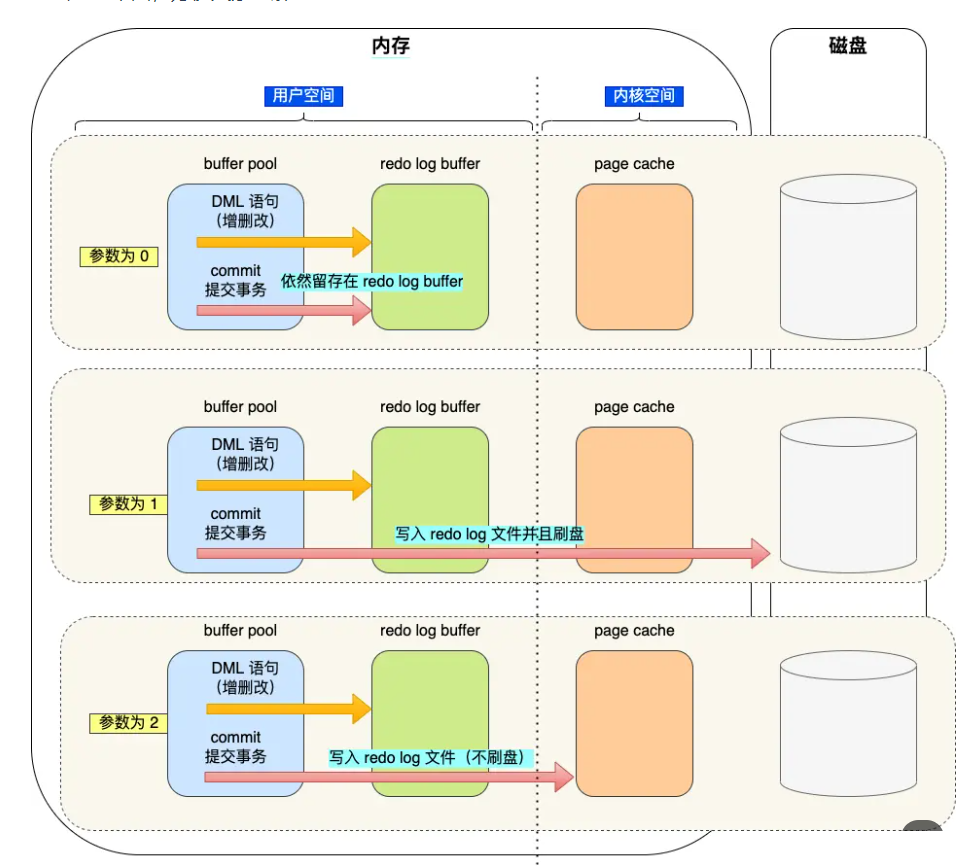 内存
磁盘
用户空间
内核空间
buffer pool
redo log buffer
page cache
DML 语句
（增删改）
参数为 0
commit
提交事务
依然留存在 redo log buffer
buffer pool
redo log buffer
page cache
DML 语句
（增删改）
参数为 1
commit
提交事务
写入 redo log 文件并且刷盘
buffer pool
redo log buffer
page cache
DML 语句
（增删改）
参数为 2
commit
提交事务
写入 redo log 文件（不刷盘）